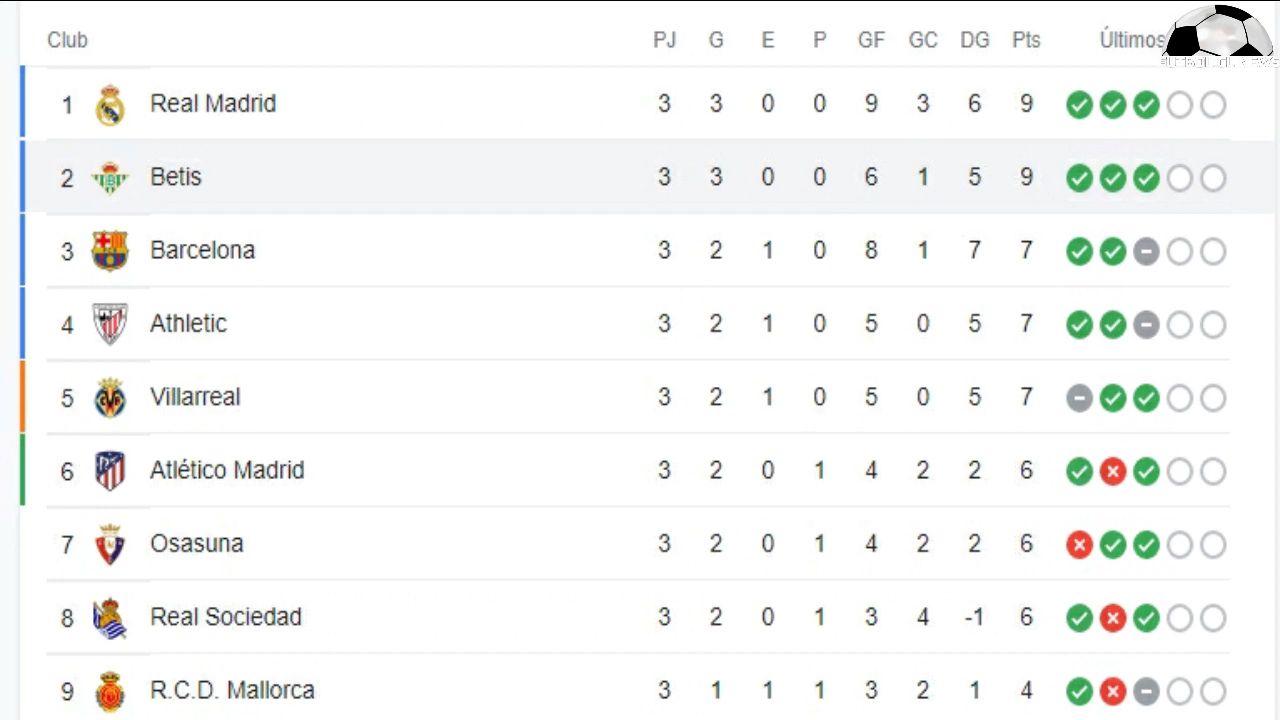 Club PJ G E P GF GC DG Pts Últimos
1 Real Madrid 3 3 0 0 9 3 6 9
2 Betis 3 3 0 0 6 1 5 9
3 Barcelona 3 2 1 0 8 1 7 7
4 Athletic 3 2 1 0 5 0 5 7
5 Villarreal 3 2 1 0 5 0 5 7
6 Atlético Madrid 3 2 0 1 4 2 2 6
7 Osasuna 3 2 0 1 4 2 2 6
8 Real Sociedad 3 2 0 1 3 4 -1 6
9 R.C.D. Mallorca 3 1 1 1 3 2 1 4